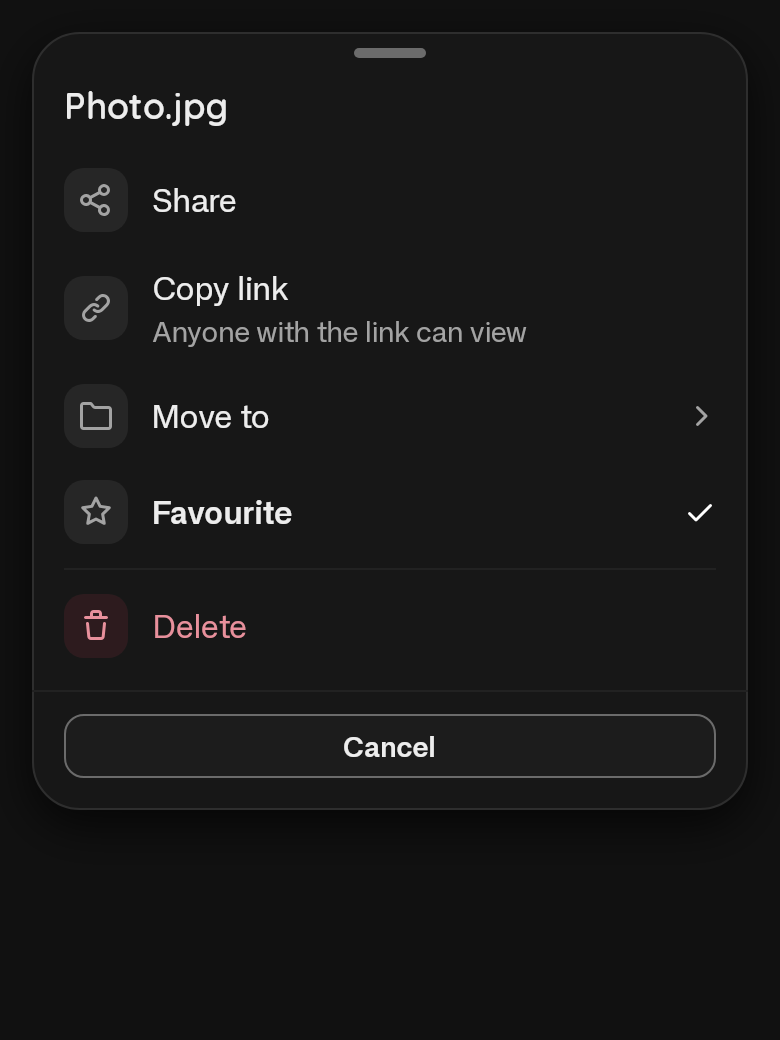 Photo.jpg
Share
Copy link
Anyone with the link can view
Move to
Favourite
Delete
Cancel